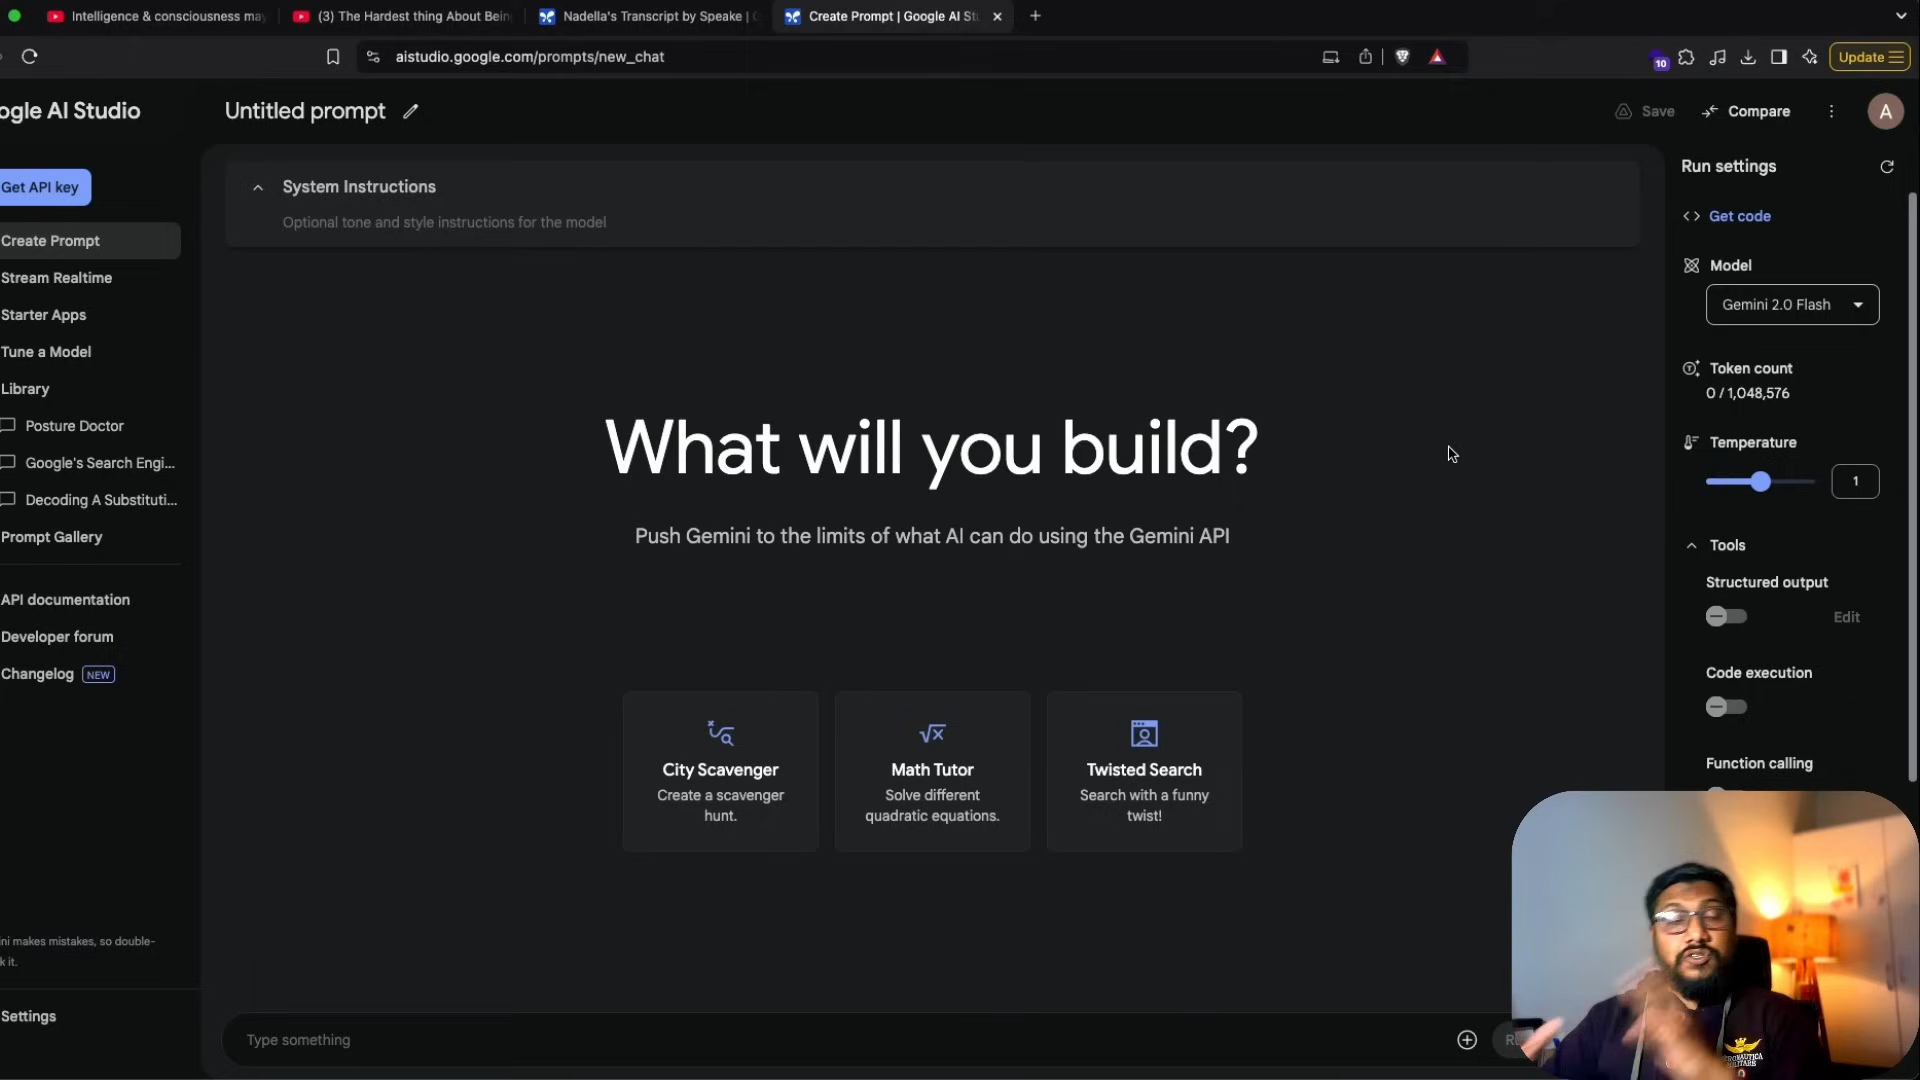 Intelligence & consciousness may
(3) The Hardest thing About Bein
Nadella's Transcript by Speake | G
Create Prompt | Google AI St
aistudio.google.com/prompts/new_chat
10
Update
ogle AI Studio
Untitled prompt
Save
Compare
A
Get API key
Create Prompt
Stream Realtime
Starter Apps
Tune a Model
Library
Posture Doctor
Google's Search Engi...
Decoding A Substituti...
Prompt Gallery
API documentation
Developer forum
Changelog NEW
ni makes mistakes, so double-
k it.
Settings
System Instructions
Optional tone and style instructions for the model
What will you build?
Push Gemini to the limits of what AI can do using the Gemini API
City Scavenger
Create a scavenger
hunt.
Math Tutor
Solve different
quadratic equations.
Twisted Search
Search with a funny
twist!
Type something
Run settings
Get code
Model
Gemini 2.0 Flash
Token count
0 / 1,048,576
Temperature
1
Tools
Structured output
Edit
Code execution
Function calling